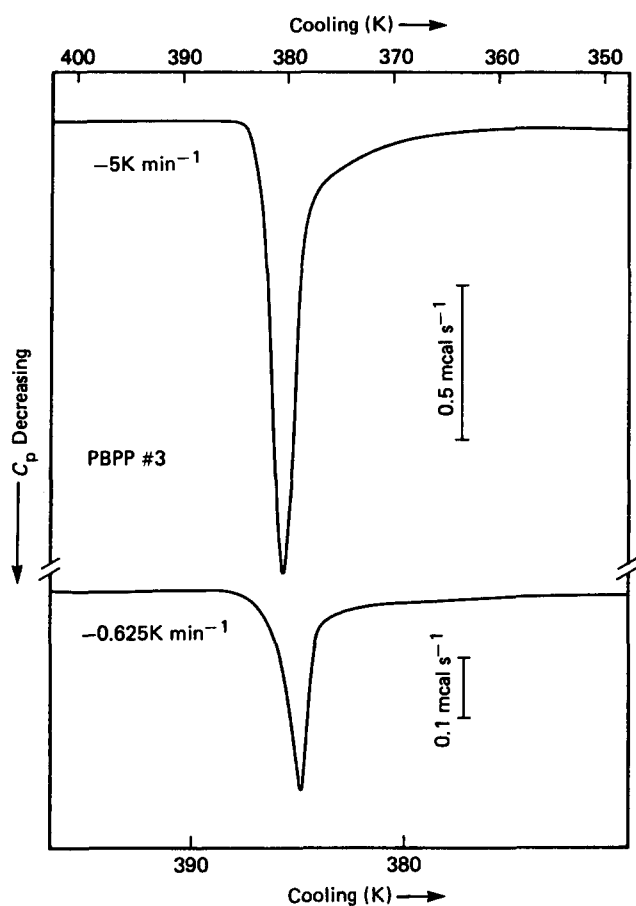 Cooling (K) →
400 390 380 370 360 350
−5K min⁻¹
0.5 mcal s⁻¹
← Cp Decreasing
PBPP #3
−0.625K min⁻¹
0.1 mcal s⁻¹
390 380
Cooling (K) →